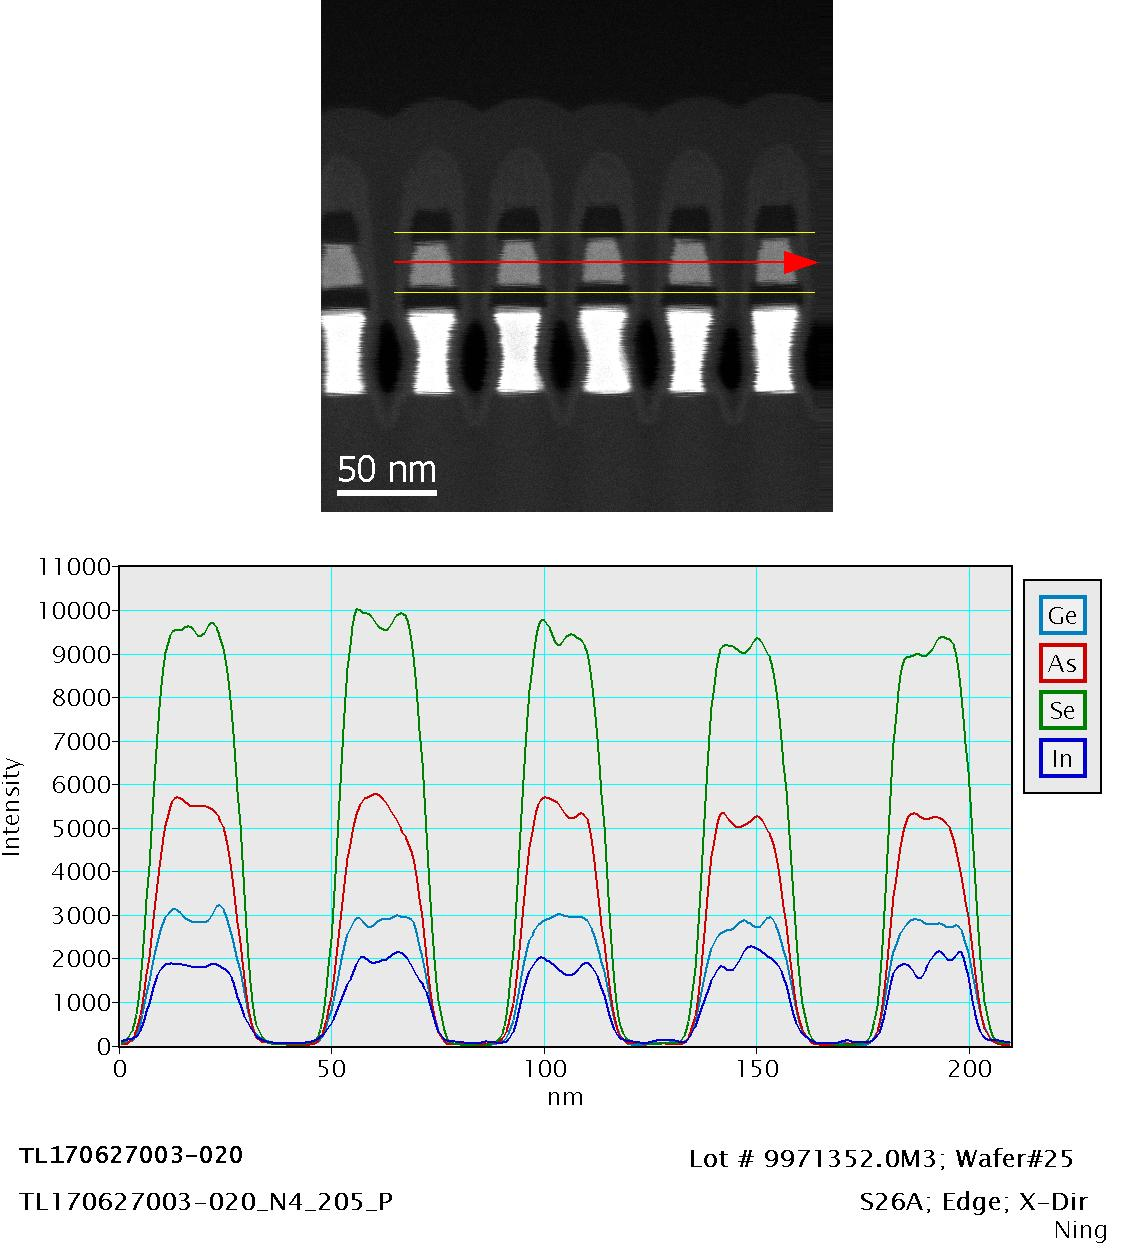 50 nm
11000
10000
9000
8000
7000
6000
5000
4000
3000
2000
1000
0
Intensity
0 50 100 150 200
nm
Ge
As
Se
In
TL170627003-020
Lot # 9971352.0M3; Wafer#25
TL170627003-020_N4_205_P
S26A; Edge; X-Dir
Ning